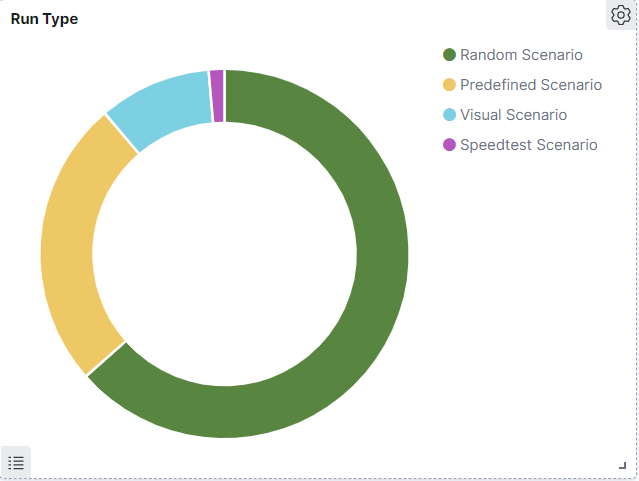 Run Type
Random Scenario
Predefined Scenario
Visual Scenario
Speedtest Scenario